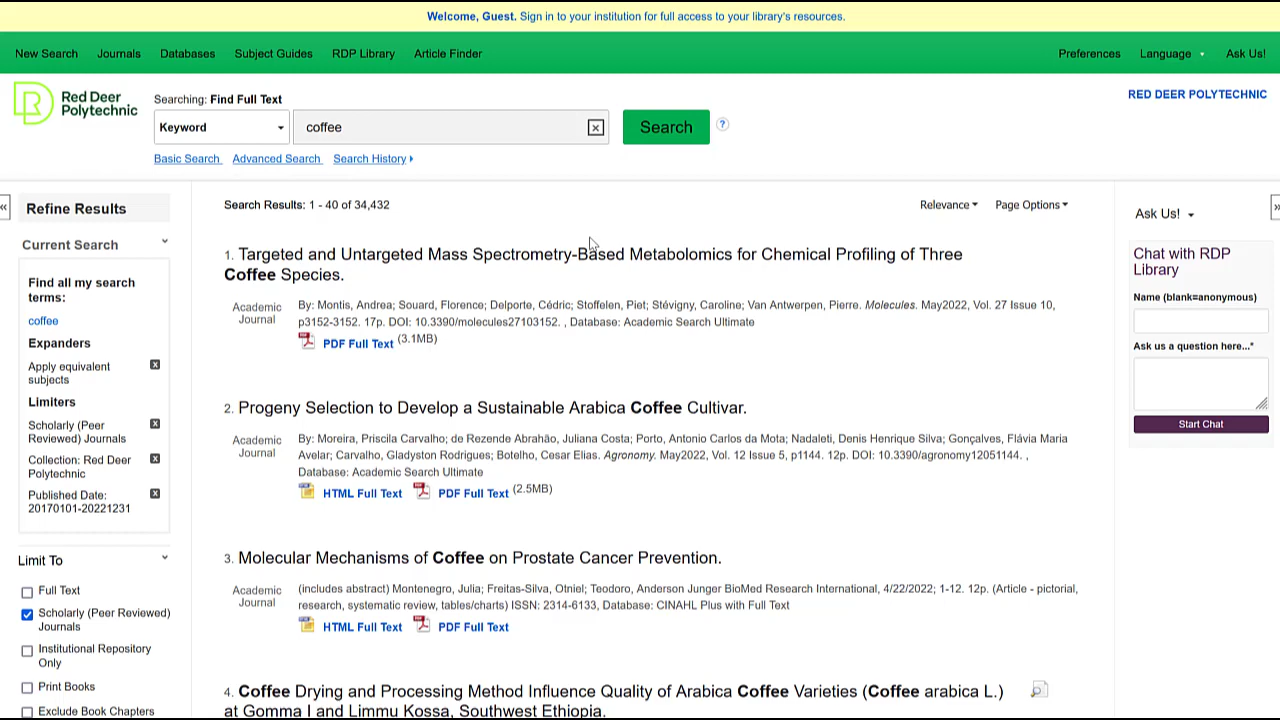 Welcome, Guest. Sign in to your institution for full access to your library's resources.
New Search Journals Databases Subject Guides RDP Library Article Finder Preferences Language Ask Us!
Red Deer Polytechnic
Searching: Find Full Text
RED DEER POLYTECHNIC
Keyword coffee Search ?
Basic Search Advanced Search Search History
«
Refine Results
Current Search
Find all my search
terms:
coffee
Expanders
Apply equivalent
subjects
Limiters
Scholarly (Peer
Reviewed) Journals
Collection: Red Deer
Polytechnic
Published Date:
20170101-20221231
Limit To
Full Text
Scholarly (Peer Reviewed)
Journals
Institutional Repository
Only
Print Books
Exclude Book Chapters
Search Results: 1 - 40 of 34,432 Relevance Page Options
1. Targeted and Untargeted Mass Spectrometry-Based Metabolomics for Chemical Profiling of Three
Coffee Species.
Academic
Journal
By: Montis, Andrea; Souard, Florence; Delporte, Cédric; Stoffelen, Piet; Stévigny, Caroline; Van Antwerpen, Pierre. Molecules. May2022, Vol. 27 Issue 10,
p3152-3152. 17p. DOI: 10.3390/molecules27103152. , Database: Academic Search Ultimate
PDF Full Text (3.1MB)
2. Progeny Selection to Develop a Sustainable Arabica Coffee Cultivar.
Academic
Journal
By: Moreira, Priscila Carvalho; de Rezende Abrahão, Juliana Costa; Porto, Antonio Carlos da Mota; Nadaleti, Denis Henrique Silva; Gonçalves, Flávia Maria
Avelar; Carvalho, Gladyston Rodrigues; Botelho, Cesar Elias. Agronomy. May2022, Vol. 12 Issue 5, p1144. 12p. DOI: 10.3390/agronomy12051144. ,
Database: Academic Search Ultimate
HTML Full Text PDF Full Text (2.5MB)
3. Molecular Mechanisms of Coffee on Prostate Cancer Prevention.
Academic
Journal
(includes abstract) Montenegro, Julia; Freitas-Silva, Otniel; Teodoro, Anderson Junger BioMed Research International, 4/22/2022; 1-12. 12p. (Article - pictorial,
research, systematic review, tables/charts) ISSN: 2314-6133, Database: CINAHL Plus with Full Text
HTML Full Text PDF Full Text
4. Coffee Drying and Processing Method Influence Quality of Arabica Coffee Varieties (Coffee arabica L.)
at Gomma I and Limmu Kossa, Southwest Ethiopia.
»
Ask Us!
Chat with RDP
Library
Name (blank=anonymous)
Ask us a question here...*
Start Chat